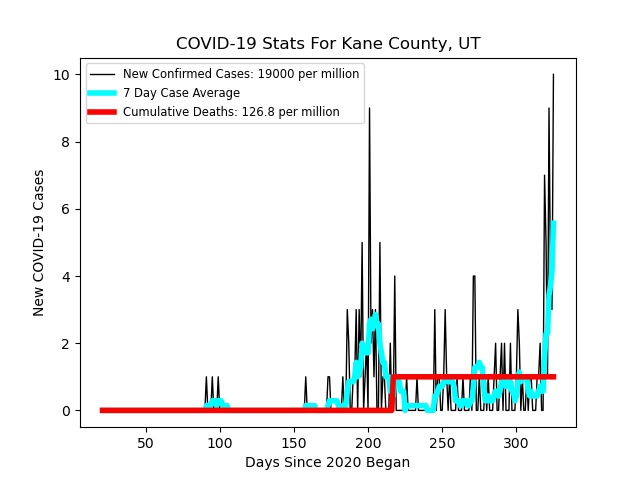 COVID-19 Stats For Kane County, UT
New Confirmed Cases: 19000 per million
7 Day Case Average
Cumulative Deaths: 126.8 per million
New COVID-19 Cases
10
8
6
4
2
0
50 100 150 200 250 300
Days Since 2020 Began